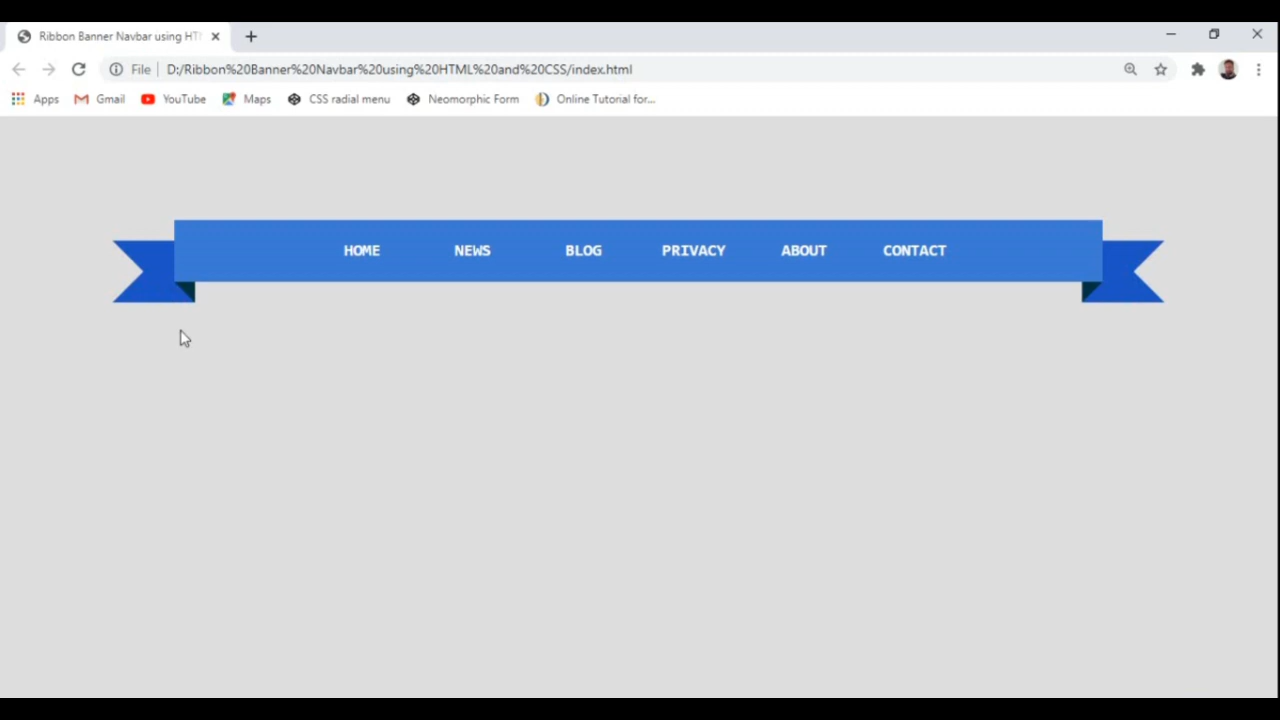 Ribbon Banner Navbar using HT
File D:/Ribbon%20Banner%20Navbar%20using%20HTML%20and%20CSS/index.html
Apps Gmail YouTube Maps CSS radial menu Neomorphic Form Online Tutorial for...
HOME NEWS BLOG PRIVACY ABOUT CONTACT